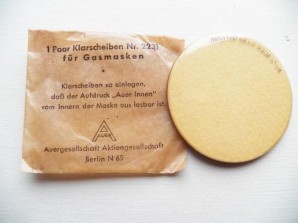 1 Paar Klarscheiben Nr. 2231
für Gasmasken
Klarscheiben so einlegen,
daß der Aufdruck „Auer Innen"
vom Innern der Maske aus lesbar ist.
AUER
Auergesellschaft Aktiengesellschaft
Berlin N 65